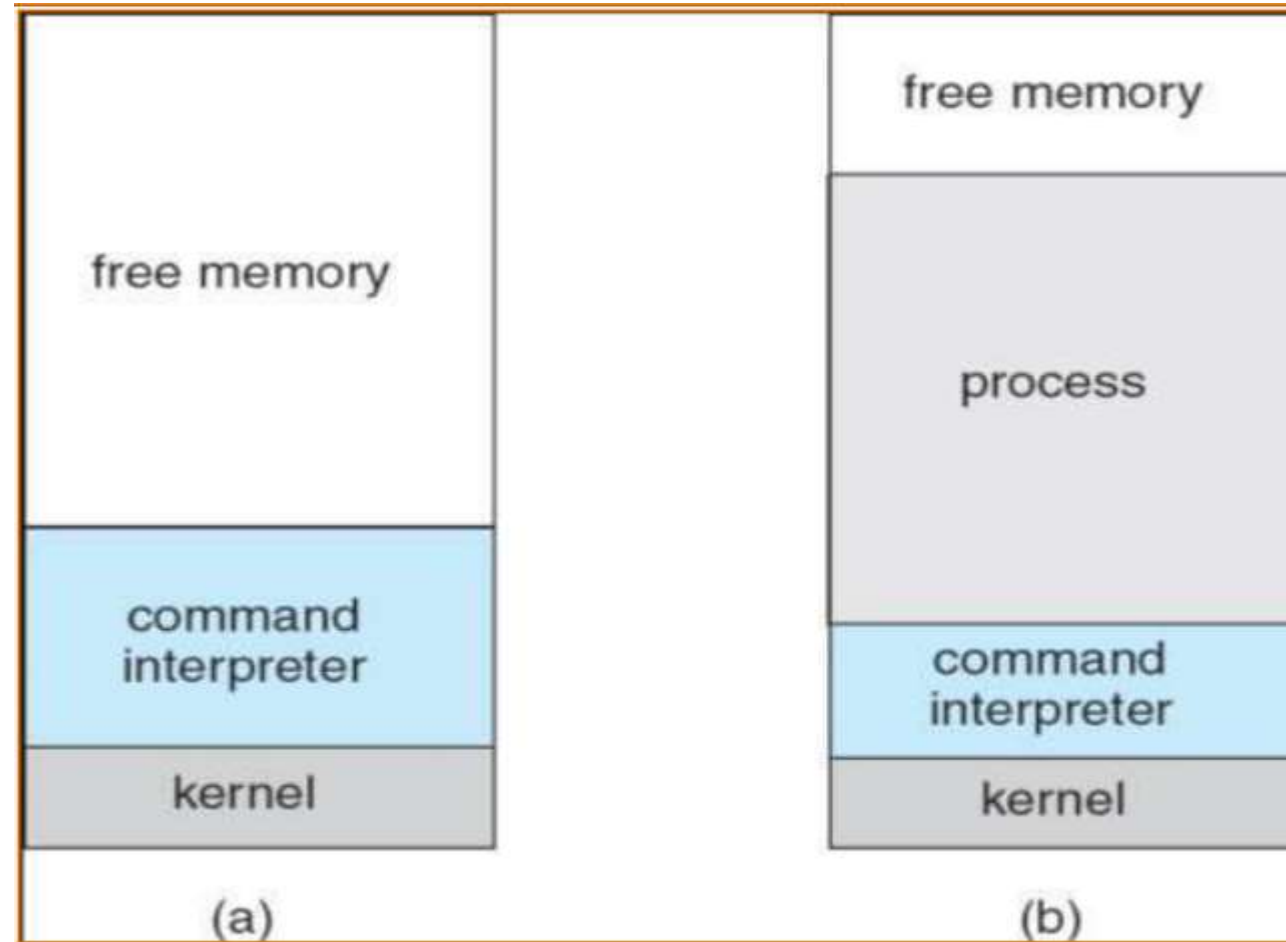 free memory
command
interpreter
kernel
(a)
free memory
process
command
interpreter
kernel
(b)